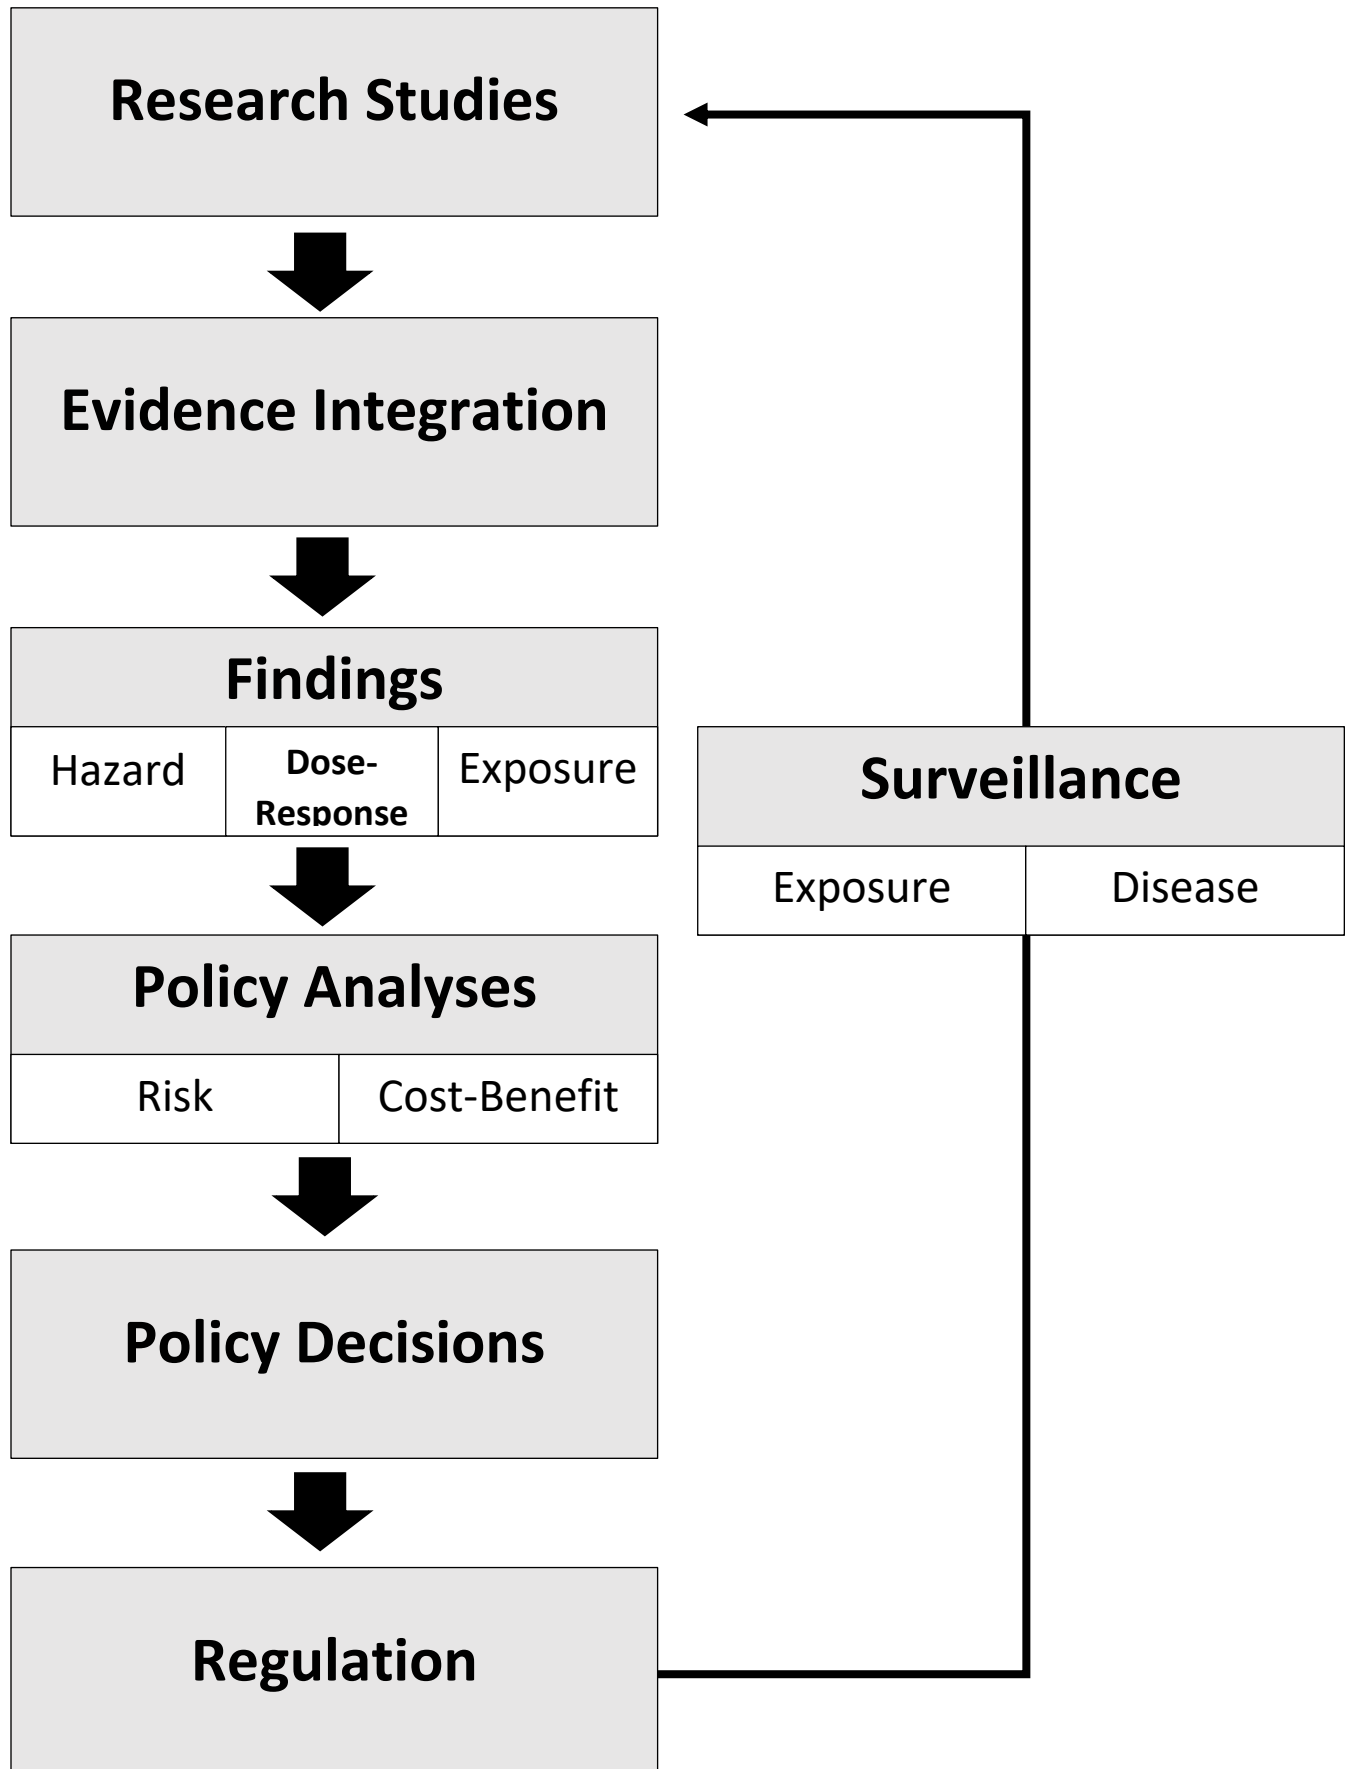 Research Studies
Evidence Integration
Findings
Hazard
Dose-
Response
Exposure
Surveillance
Exposure
Disease
Policy Analyses
Risk
Cost-Benefit
Policy Decisions
Regulation